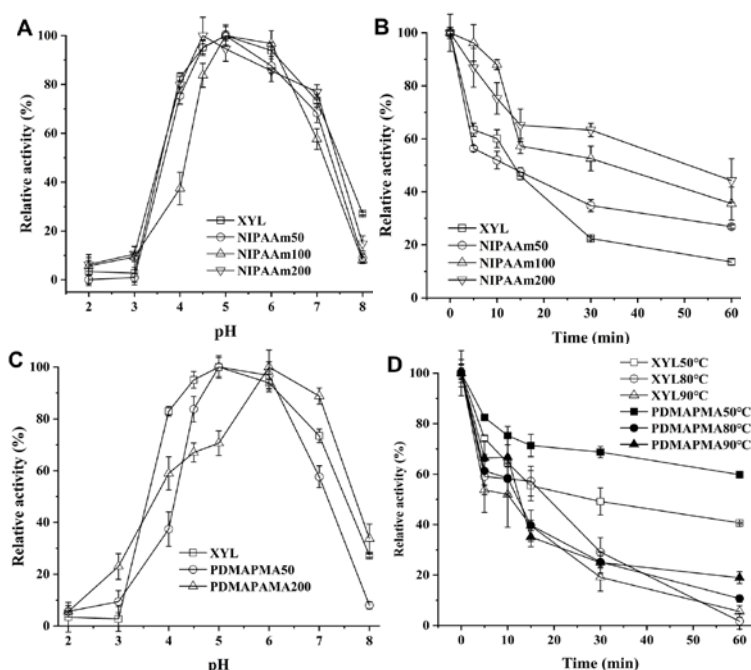 A
Relative activity (%)
100
80
60
40
20
0
XYL
NIPAAm50
NIPAAm100
NIPAAm200
2 3 4 5 6 7 8
pH
B
Relative activity (%)
100
80
60
40
20
0
XYL
NIPAAm50
NIPAAm100
NIPAAm200
0 10 20 30 40 50 60
Time (min)
C
Relative activity (%)
100
80
60
40
20
0
XYL
PDMAPMA50
PDMAPAMA200
2 3 4 5 6 7 8
pH
D
Relative activity (%)
100
80
60
40
20
0
XYL50°C
XYL80°C
XYL90°C
PDMAPMA50°C
PDMAPMA80°C
PDMAPMA90°C
0 10 20 30 40 50 60
Time (min)